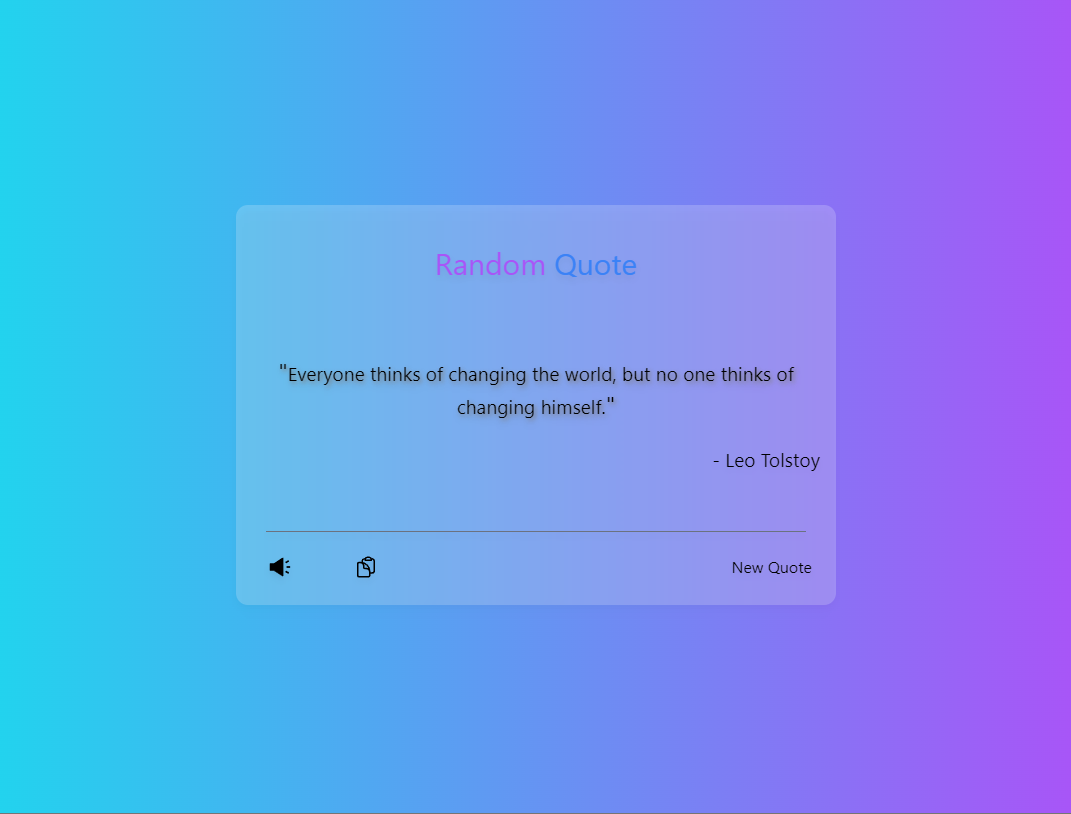 Random Quote
"Everyone thinks of changing the world, but no one thinks of
changing himself."
- Leo Tolstoy
New Quote